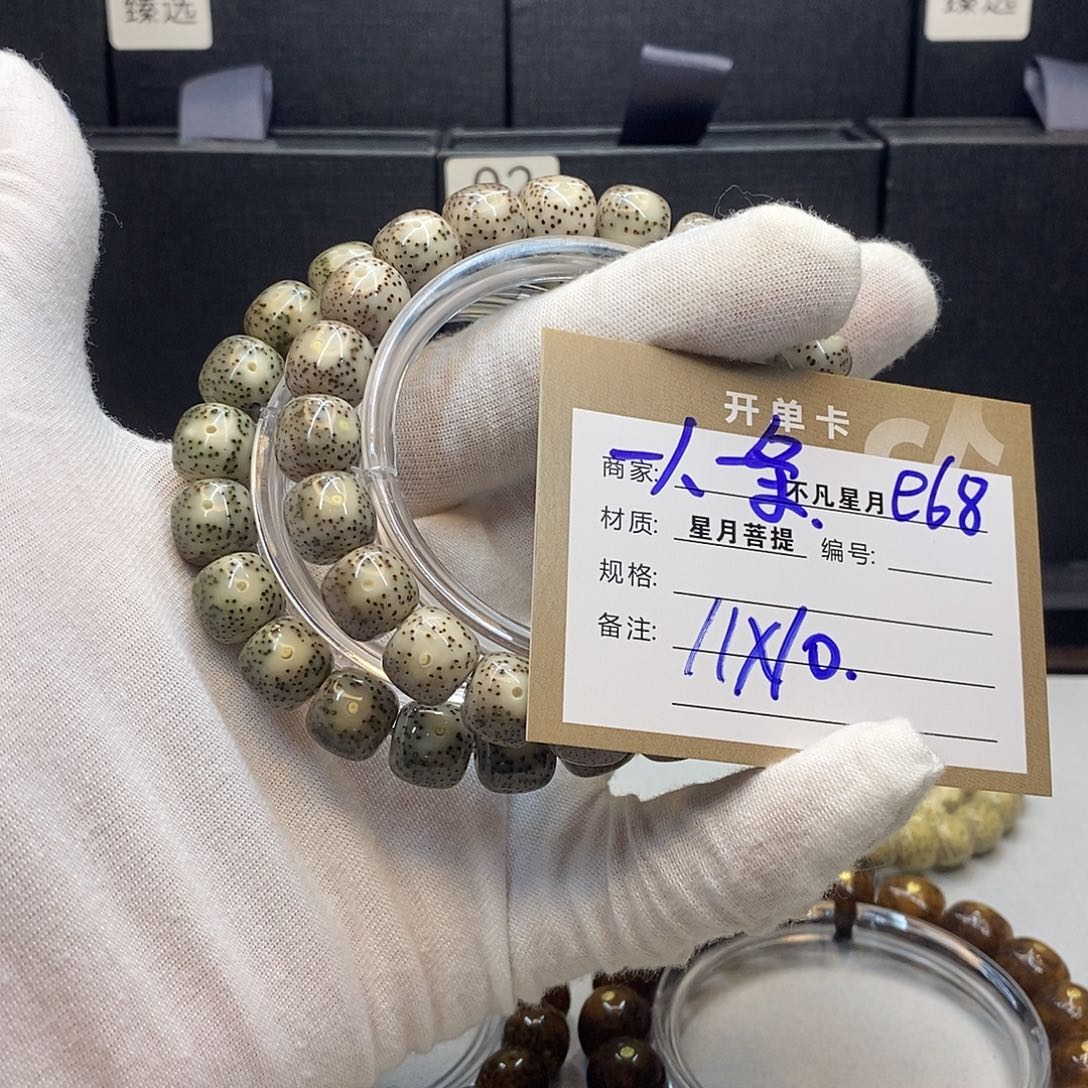 臻选
臻选
02
开单卡
商家: 不凡星月
一人一条. e68
材质: 星月菩提 编号:
规格:
备注: 11X10.